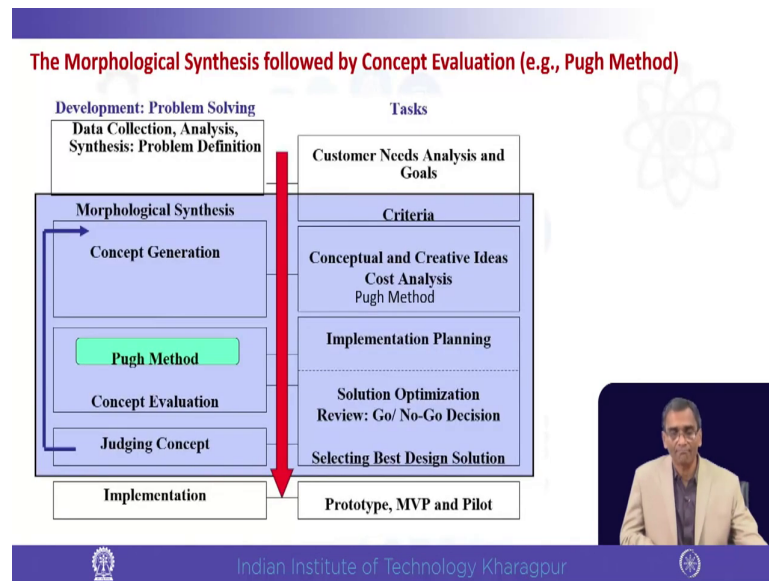 The Morphological Synthesis followed by Concept Evaluation (e.g., Pugh Method)
Development: Problem Solving
Tasks
Data Collection, Analysis,
Synthesis: Problem Definition
Customer Needs Analysis and
Goals
Morphological Synthesis
Criteria
Concept Generation
Conceptual and Creative Ideas
Cost Analysis
Pugh Method
Pugh Method
Implementation Planning
Concept Evaluation
Solution Optimization
Review: Go/ No-Go Decision
Judging Concept
Selecting Best Design Solution
Implementation
Prototype, MVP and Pilot
Indian Institute of Technology Kharagpur